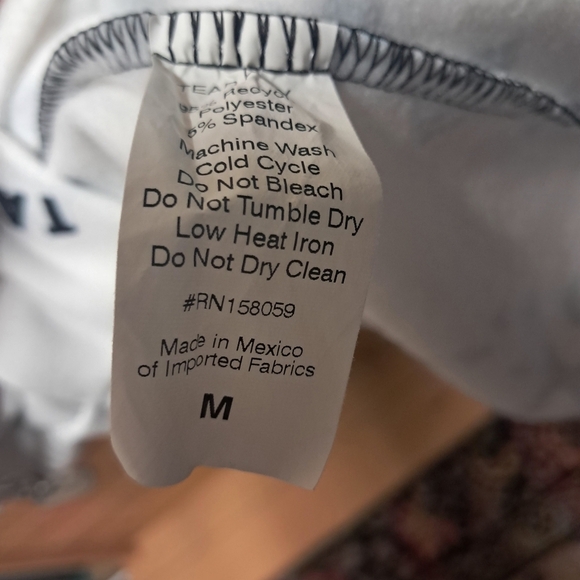 Recycl
Polyester
% Spandex
Machine Wash
Cold Cycle
Do Not Bleach
Do Not Tumble Dry
Low Heat Iron
Do Not Dry Clean
#RN158059
Made in Mexico
of Imported Fabrics
M